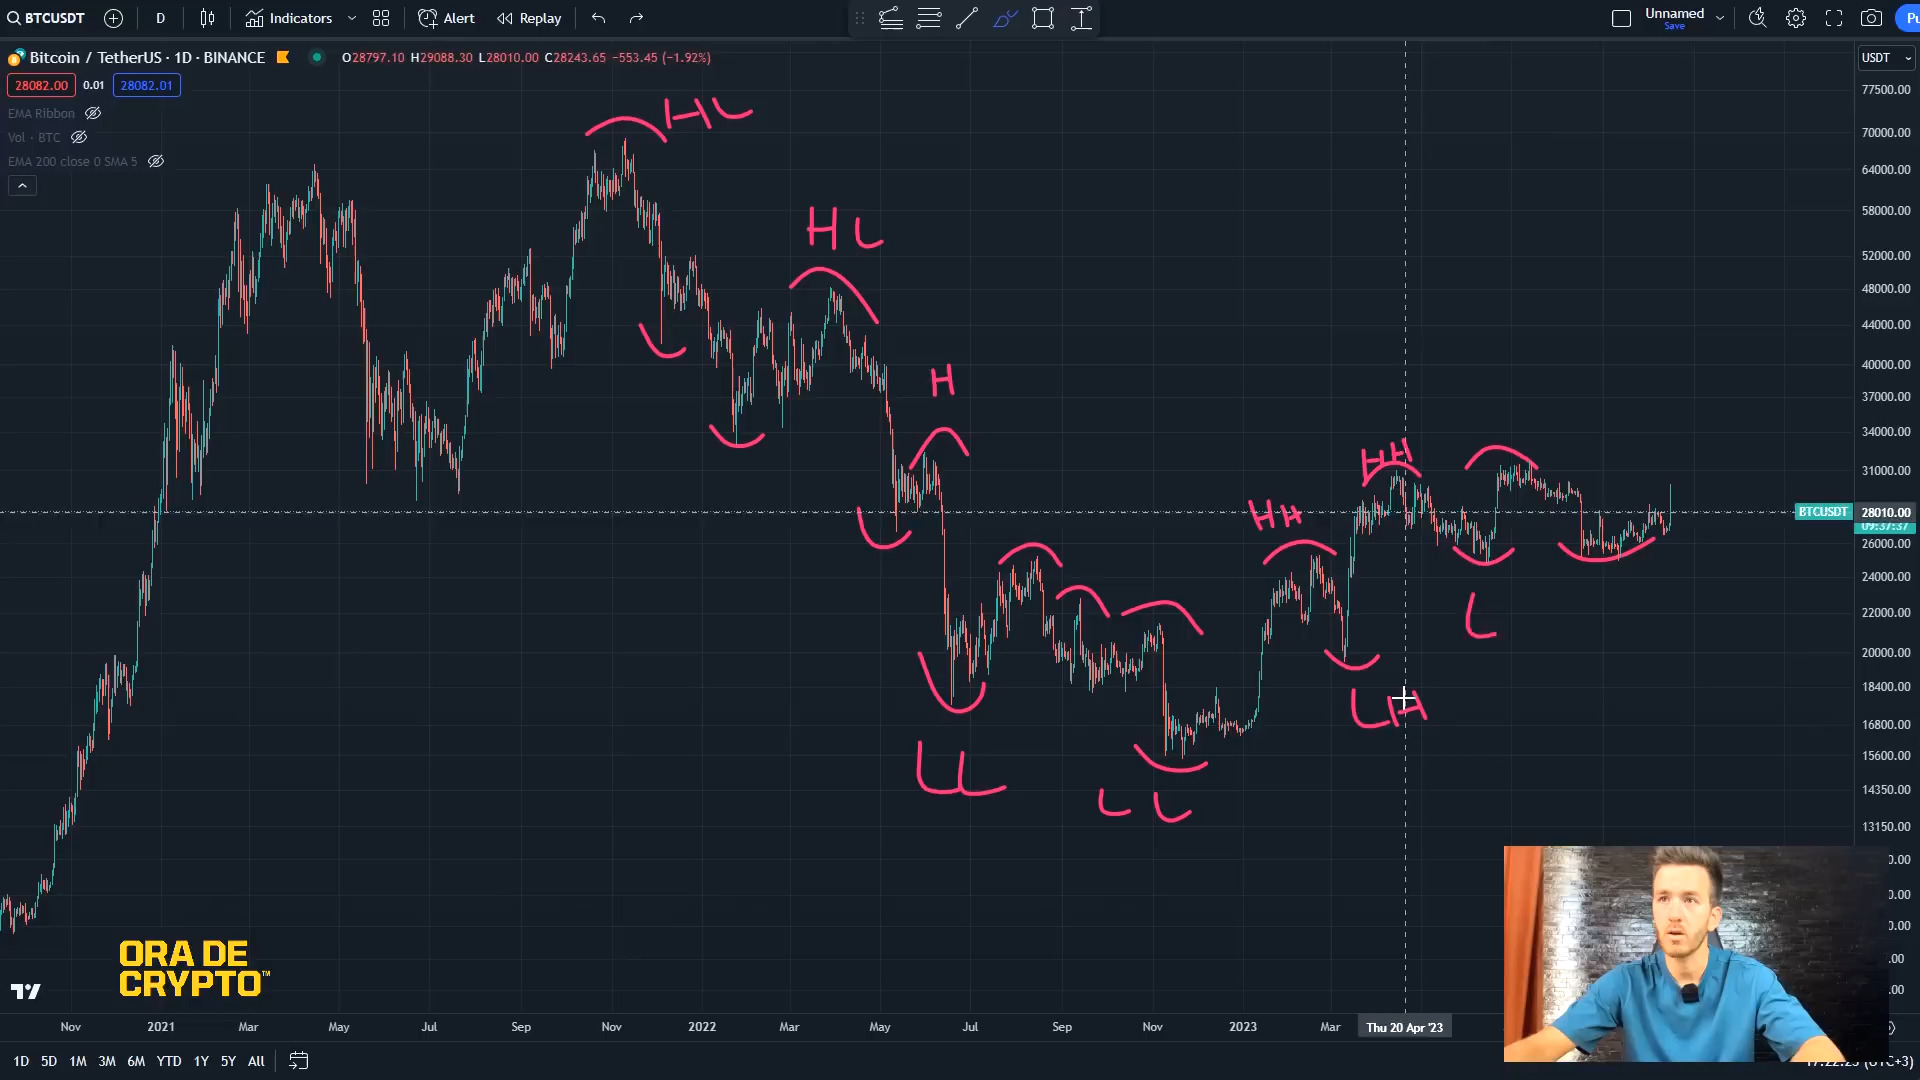 BTCUSDT D Indicators Alert Replay Unnamed Save Pu
Bitcoin / TetherUS · 1D · BINANCE O28797.10 H29088.30 L28010.00 C28243.65 −553.45 (−1.92%)
USDT
28082.00 0.01 28082.01
EMA Ribbon
Vol · BTC
EMA 200 close 0 SMA 5
77500.00
70000.00
64000.00
58000.00
52000.00
48000.00
44000.00
40000.00
37000.00
34000.00
31000.00
BTCUSDT 28010.00
09:37:37
26000.00
24000.00
22000.00
20000.00
18400.00
16800.00
15600.00
14350.00
13150.00
HL
HL
H
HH
HH
L
LH
LL
LL
ORA DE
CRYPTO™
Nov 2021 Mar May Jul Sep Nov 2022 Mar May Jul Sep Nov 2023 Mar Thu 20 Apr '23
1D 5D 1M 3M 6M YTD 1Y 5Y All